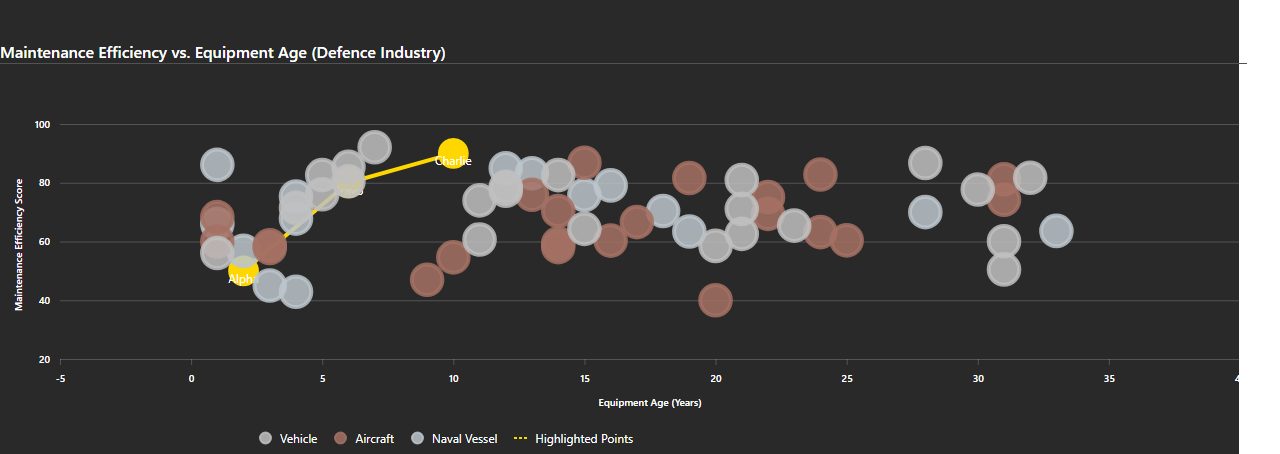 Maintenance Efficiency vs. Equipment Age (Defence Industry)
Maintenance Efficiency Score
100
80
60
40
20
Charlie
Alph
-5
0
5
10
15
20
25
30
35
Equipment Age (Years)
Vehicle
Aircraft
Naval Vessel
Highlighted Points